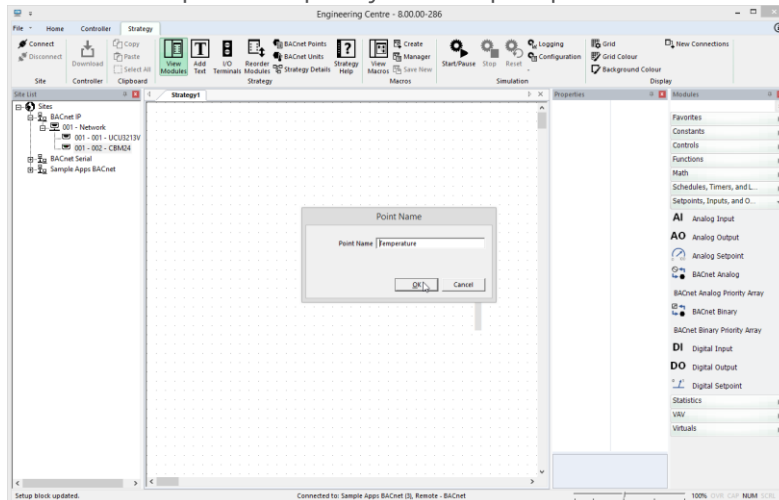 Engineering Centre - 8.00.00-286
File Home Controller Strategy
Connect
Disconnect
Site
Download
Controller
Copy
Paste
Select All
Clipboard
View Modules
Add Text
I/O Terminals
Reorder Modules
BACnet Points
BACnet Units
Strategy Details
Strategy Help
Strategy
View Macros
Create
Manager
Save New
Macros
Start/Pause
Stop
Reset
Logging
Configuration
Simulation
Grid
Grid Colour
Background Colour
New Connections
Display
Site List
Sites
BACnet IP
001 - Network
001 - 001 - UCU3213V
001 - 002 - CBM24
BACnet Serial
Sample Apps BACnet
Strategy1
Point Name
Point Name Temperature
OK Cancel
Properties
Modules
Favorites
Constants
Controls
Functions
Math
Schedules, Timers, and L...
Setpoints, Inputs, and O...
AI Analog Input
AO Analog Output
Analog Setpoint
BACnet Analog
BACnet Analog Priority Array
BACnet Binary
BACnet Binary Priority Array
DI Digital Input
DO Digital Output
Digital Setpoint
Statistics
VAV
Virtuals
Setup block updated.
Connected to: Sample Apps BACnet (3), Remote - BACnet
100% OVR CAP NUM SCRL